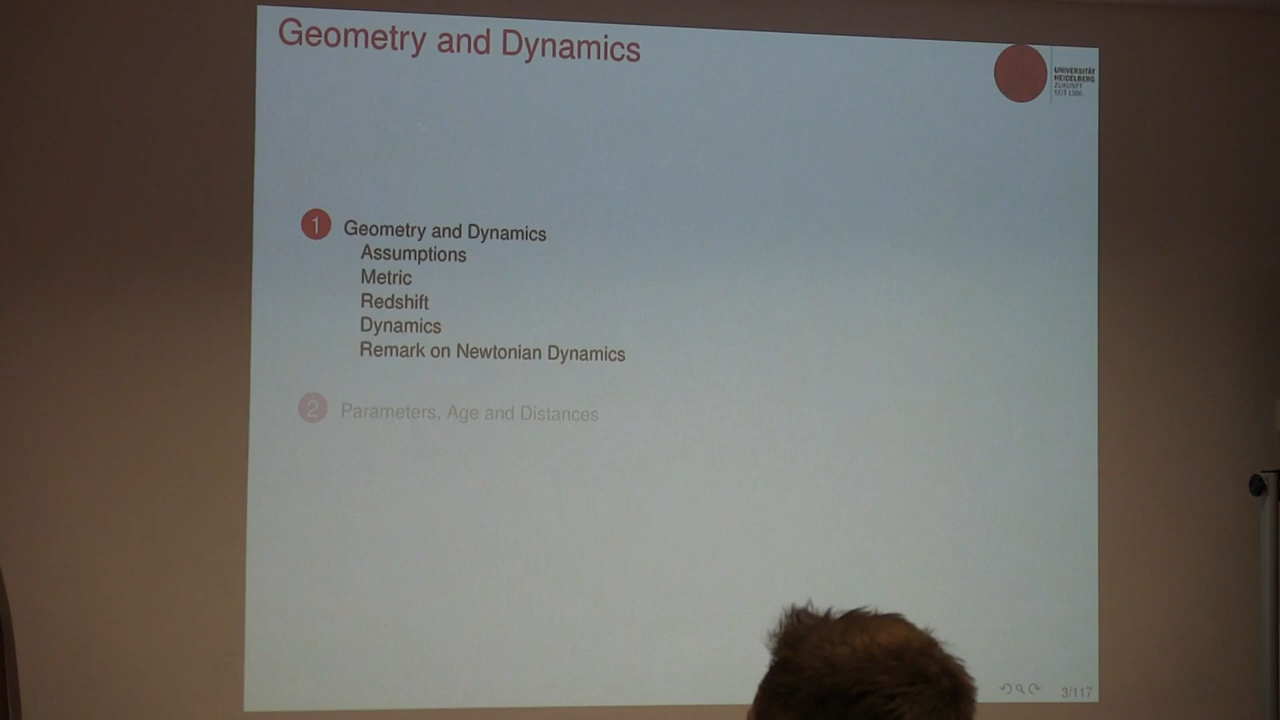 Geometry and Dynamics
UNIVERSITÄT
HEIDELBERG
ZUKUNFT
SEIT 1386
1 Geometry and Dynamics
Assumptions
Metric
Redshift
Dynamics
Remark on Newtonian Dynamics
2 Parameters, Age and Distances
3/117